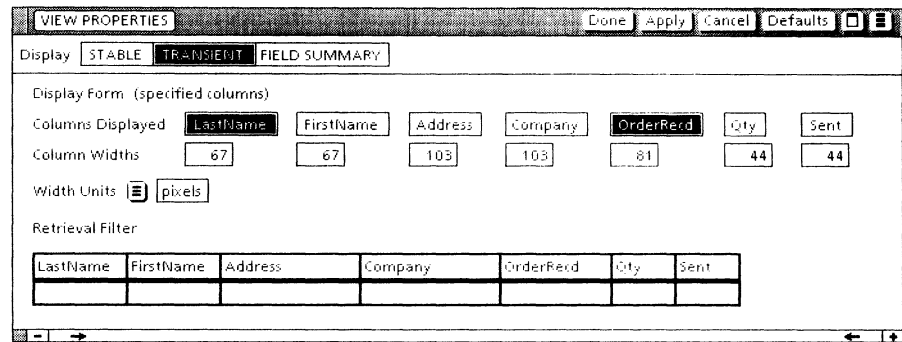 VIEW PROPERTIES Done Apply Cancel Defaults
Display STABLE TRANSIENT FIELD SUMMARY
Display Form (specified columns)
Columns Displayed LastName FirstName Address Company OrderRecd Qty Sent
Column Widths 67 67 103 103 81 44 44
Width Units pixels
Retrieval Filter
LastName FirstName Address Company OrderRecd Qty Sent